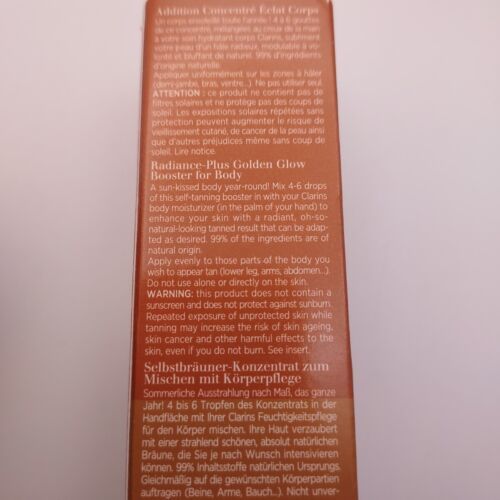 Addition Concentré Éclat Corps
Un corps ensoleillé toute l'année ! 4 à 6 gouttes
de ce concentré, mélangées au creux de la main
à votre soin hydratant corps Clarins, subliment
votre peau d'un hâle radieux, modulable à vo-
lonté et bluffant de naturel. 99% d'ingrédients
d'origine naturelle.
Appliquer uniformément sur les zones à hâler
(demi-jambe, bras, ventre...). Ne pas utiliser seul.
ATTENTION : ce produit ne contient pas de
filtres solaires et ne protège pas des coups de
soleil. Les expositions solaires répétées sans
protection peuvent augmenter le risque de
vieillissement cutané, de cancer de la peau ainsi
que d'autres préjudices même sans coup de
soleil. Lire notice.
Radiance-Plus Golden Glow
Booster for Body
A sun-kissed body year-round! Mix 4-6 drops
of this self-tanning booster in with your Clarins
body moisturizer (in the palm of your hand) to
enhance your skin with a radiant, oh-so-
natural-looking tanned result that can be adap-
ted as desired. 99% of the ingredients are of
natural origin.
Apply evenly to those parts of the body you
wish to appear tan (lower leg, arms, abdomen...).
Do not use alone or directly on the skin.
WARNING: this product does not contain a
sunscreen and does not protect against sunburn.
Repeated exposure of unprotected skin while
tanning may increase the risk of skin ageing,
skin cancer and other harmful effects to the
skin, even if you do not burn. See insert.
Selbstbräuner-Konzentrat zum
Mischen mit Körperpflege
Sommerliche Ausstrahlung nach Maß, das ganze
Jahr! 4 bis 6 Tropfen des Konzentrats in der
Handfläche mit Ihrer Clarins Feuchtigkeitspflege
für den Körper mischen. Ihre Haut verzaubert
mit einer strahlend schönen, absolut natürlichen
Bräune, die Sie je nach Wunsch intensivieren
können. 99% Inhaltsstoffe natürlichen Ursprungs.
Gleichmäßig auf die gewünschten Körperpartien
auftragen (Beine, Arme, Bauch...). Nicht unver-